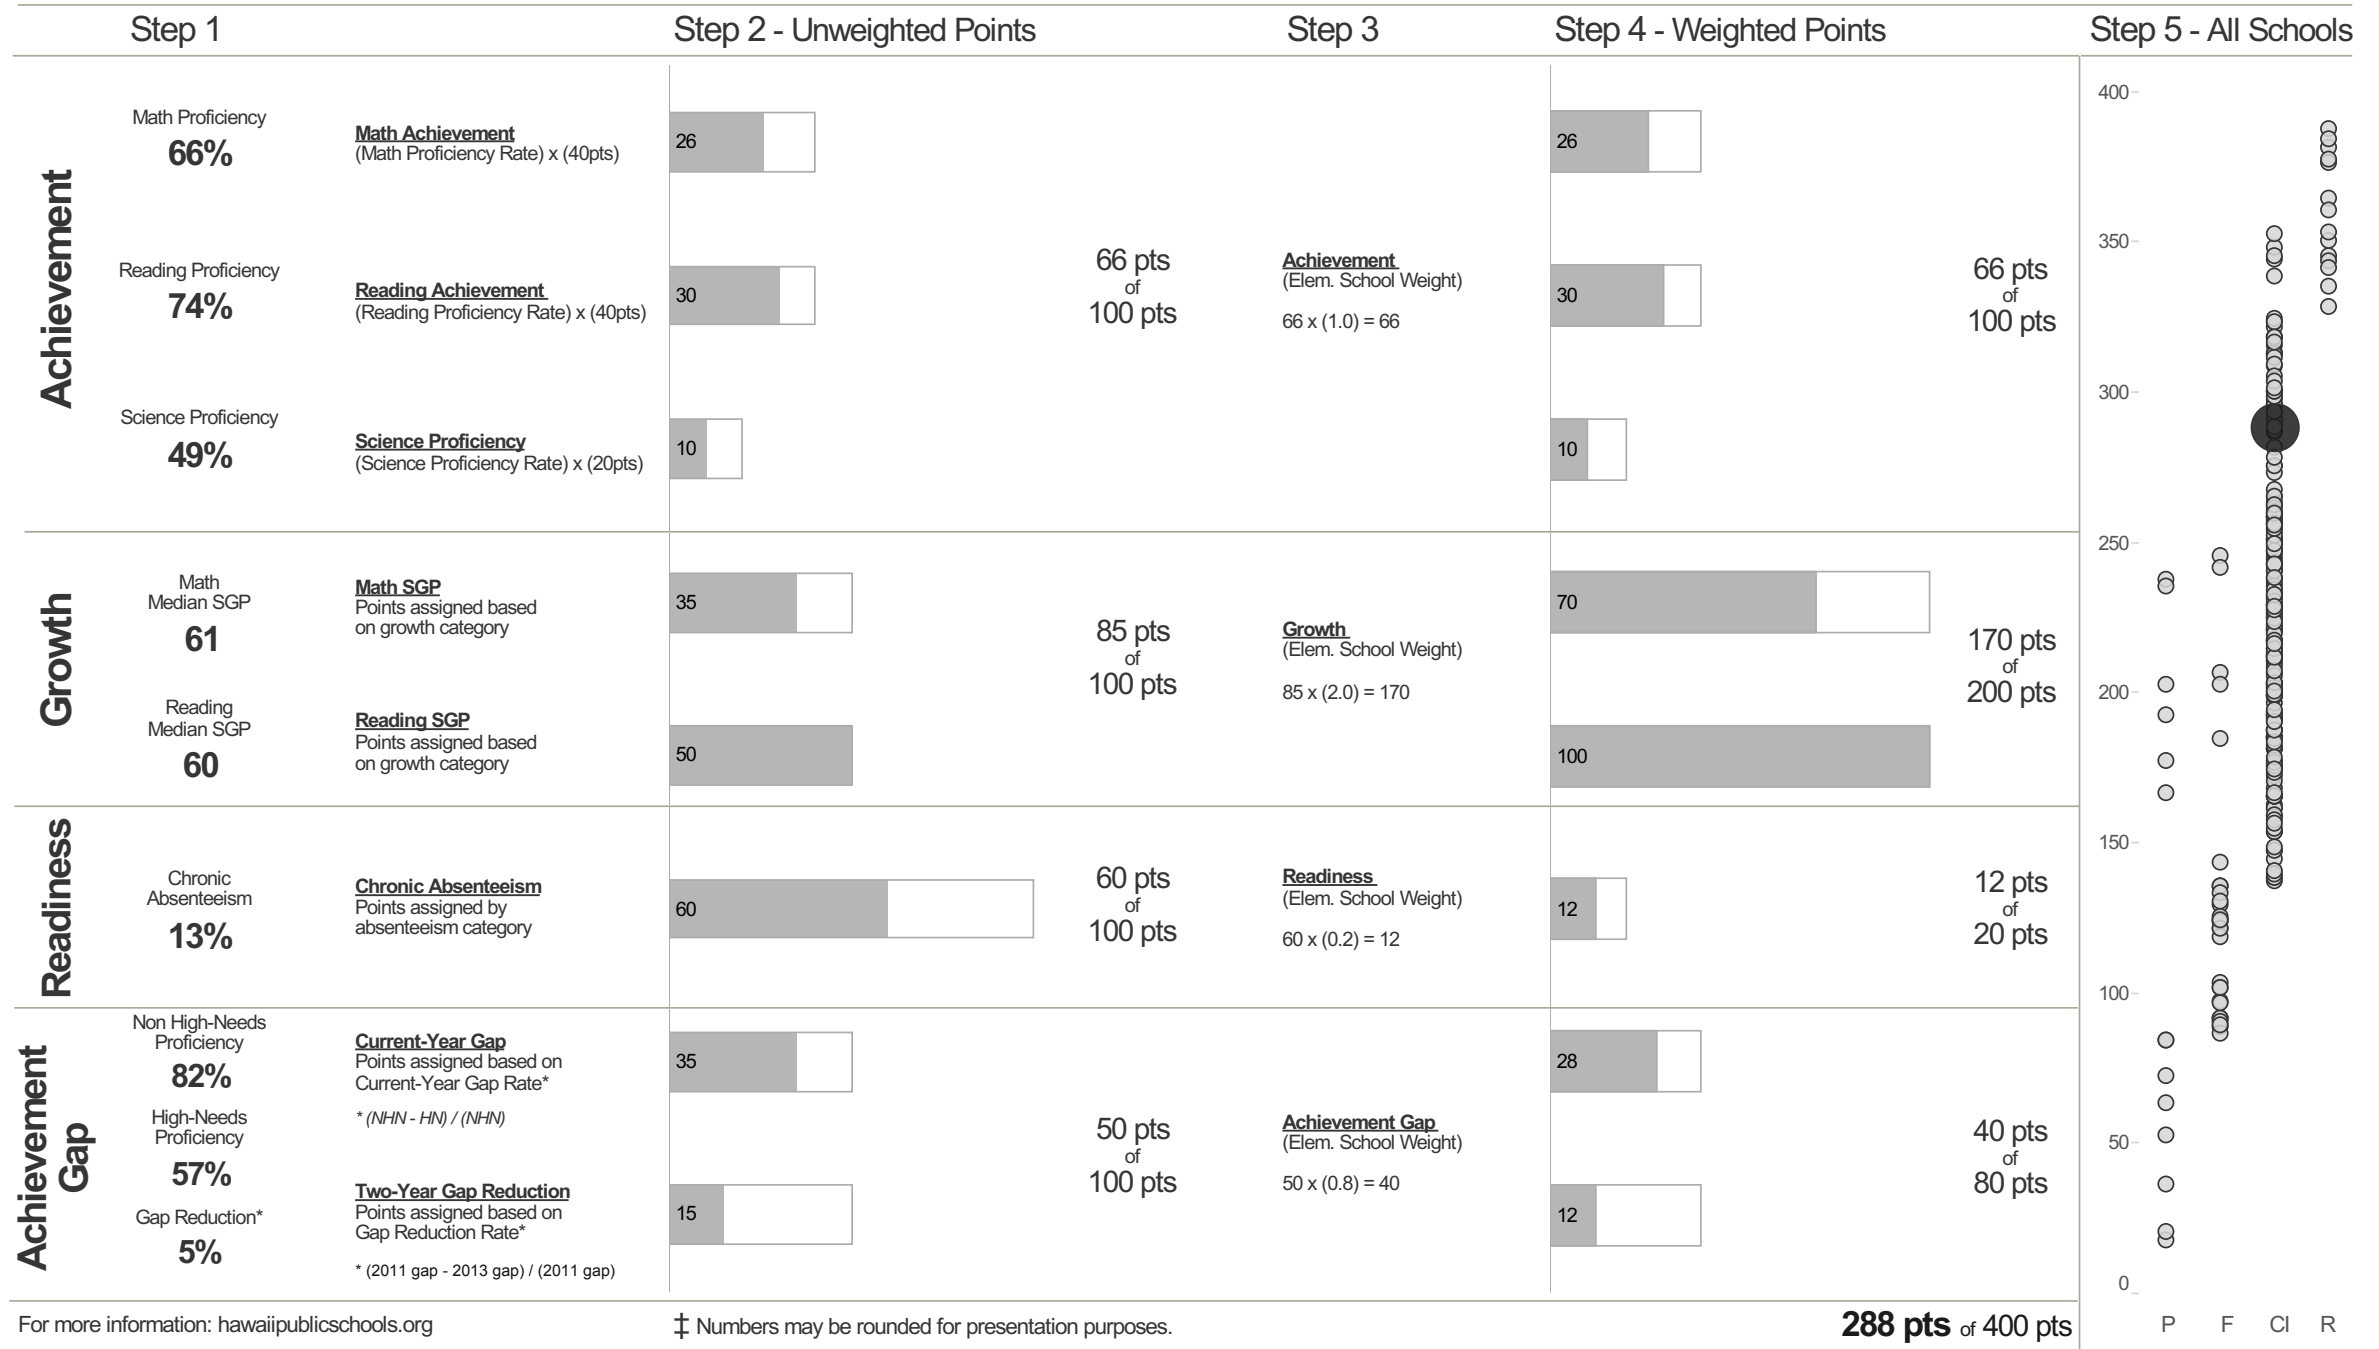 Step 1
Step 2 - Unweighted Points
Step 3
Step 4 - Weighted Points
Step 5 - All Schools
Achievement
Math Proficiency
66%
Math Achievement
(Math Proficiency Rate) x (40pts)
26
26
Reading Proficiency
74%
Reading Achievement
(Reading Proficiency Rate) x (40pts)
30
66 pts
of
100 pts
Achievement
(Elem. School Weight)
66 x (1.0) = 66
30
66 pts
of
100 pts
Science Proficiency
49%
Science Proficiency
(Science Proficiency Rate) x (20pts)
10
10
Growth
Math
Median SGP
61
Math SGP
Points assigned based
on growth category
35
85 pts
of
100 pts
Growth
(Elem. School Weight)
85 x (2.0) = 170
70
170 pts
of
200 pts
Reading
Median SGP
60
Reading SGP
Points assigned based
on growth category
50
100
Readiness
Chronic
Absenteeism
13%
Chronic Absenteeism
Points assigned by
absenteeism category
60
60 pts
of
100 pts
Readiness
(Elem. School Weight)
60 x (0.2) = 12
12
12 pts
of
20 pts
Achievement
Gap
Non High-Needs
Proficiency
82%
High-Needs
Proficiency
57%
Gap Reduction*
5%
Current-Year Gap
Points assigned based on
Current-Year Gap Rate*
* (NHN - HN) / (NHN)
Two-Year Gap Reduction
Points assigned based on
Gap Reduction Rate*
* (2011 gap - 2013 gap) / (2011 gap)
35
15
50 pts
of
100 pts
Achievement Gap
(Elem. School Weight)
50 x (0.8) = 40
28
12
40 pts
of
80 pts
400
350
300
250
200
150
100
50
0
P F CI R
For more information: hawaiipublicschools.org
‡ Numbers may be rounded for presentation purposes.
288 pts of 400 pts